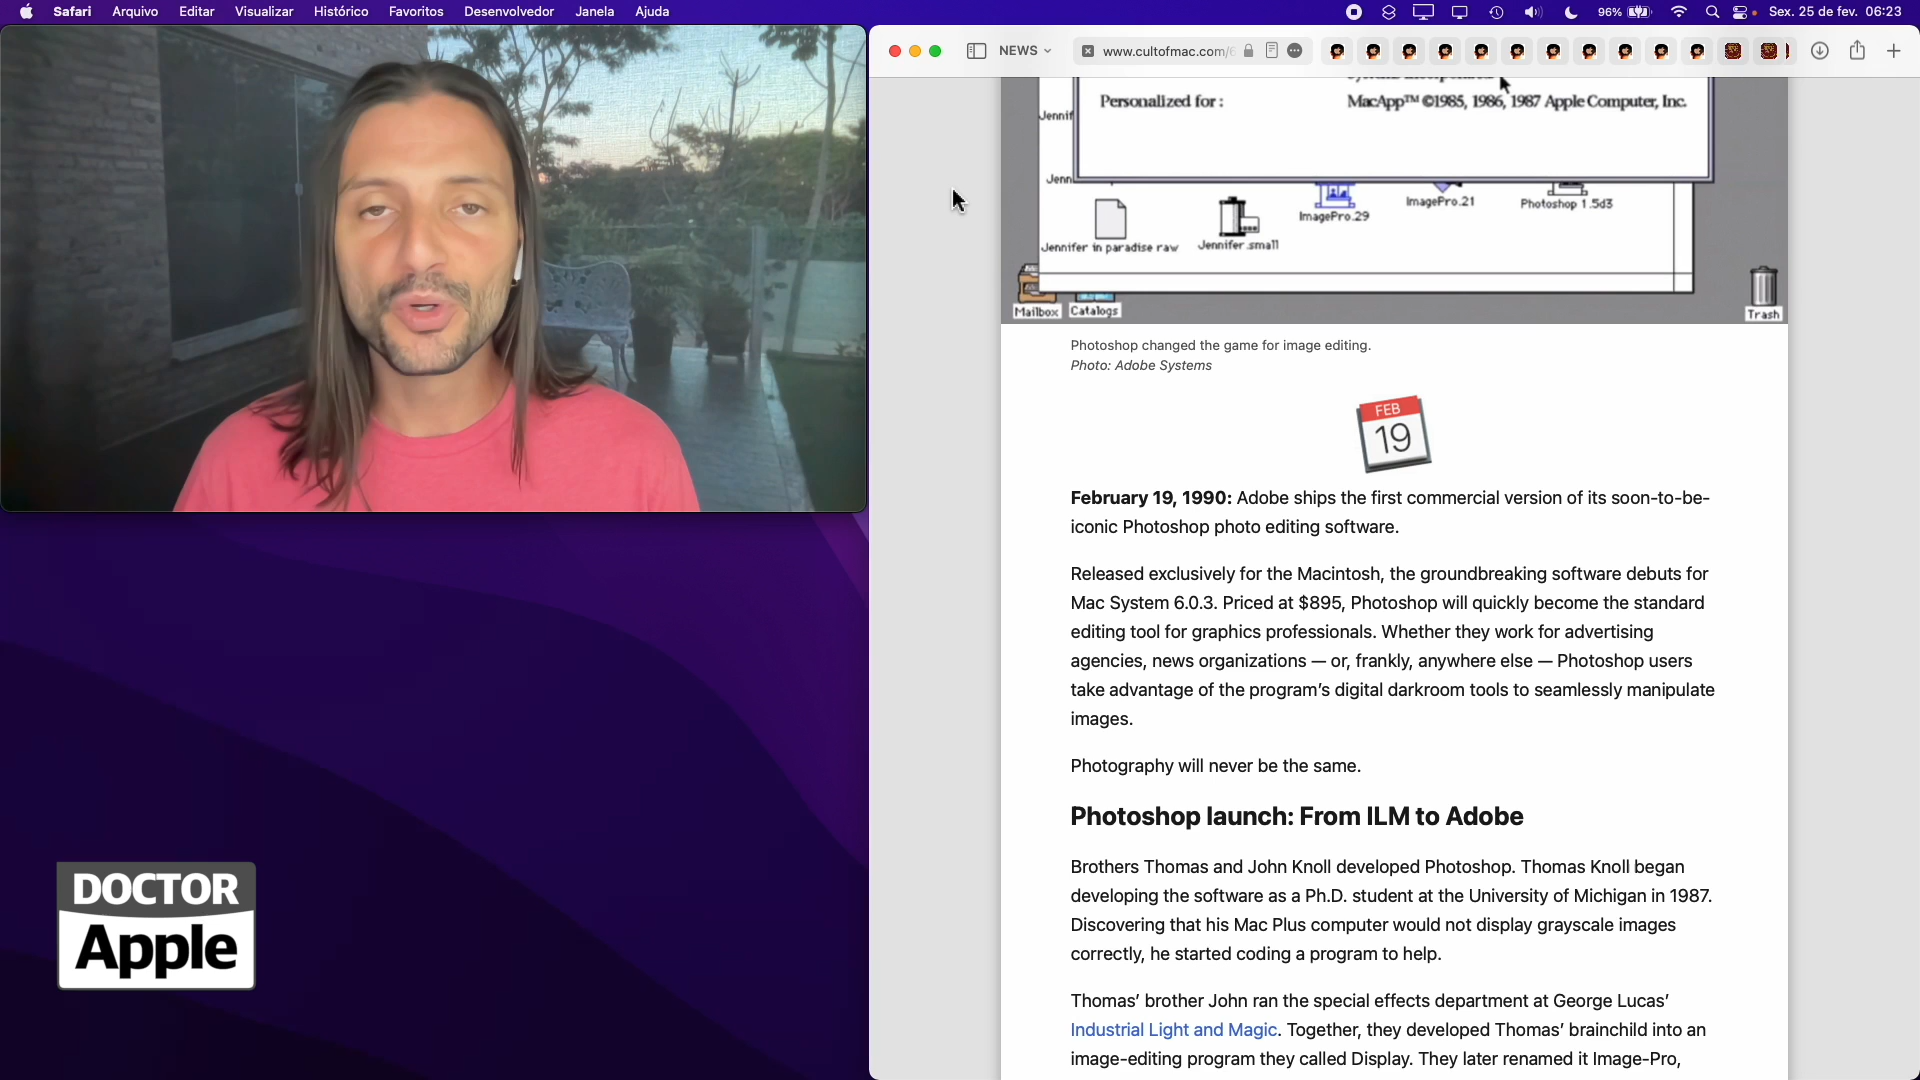 Safari Arquivo Editar Visualizar Histórico Favoritos Desenvolvedor Janela Ajuda
96% Sex. 25 de fev. 06:23
NEWS
www.cultofmac.com/
Personalized for :
MacApp™ ©1985, 1986, 1987 Apple Computer, Inc.
Jennif
Jenn
ImagePro.29
ImagePro.21
Photoshop 1.5d3
Jennifer in paradise raw
Jennifer.small
Mailbox
Catalogs
Trash
Photoshop changed the game for image editing.
Photo: Adobe Systems
FEB
19
February 19, 1990: Adobe ships the first commercial version of its soon-to-be-
iconic Photoshop photo editing software.
Released exclusively for the Macintosh, the groundbreaking software debuts for
Mac System 6.0.3. Priced at $895, Photoshop will quickly become the standard
editing tool for graphics professionals. Whether they work for advertising
agencies, news organizations — or, frankly, anywhere else — Photoshop users
take advantage of the program’s digital darkroom tools to seamlessly manipulate
images.
Photography will never be the same.
Photoshop launch: From ILM to Adobe
Brothers Thomas and John Knoll developed Photoshop. Thomas Knoll began
developing the software as a Ph.D. student at the University of Michigan in 1987.
Discovering that his Mac Plus computer would not display grayscale images
correctly, he started coding a program to help.
Thomas’ brother John ran the special effects department at George Lucas’
Industrial Light and Magic. Together, they developed Thomas’ brainchild into an
image-editing program they called Display. They later renamed it Image-Pro,
DOCTOR
Apple